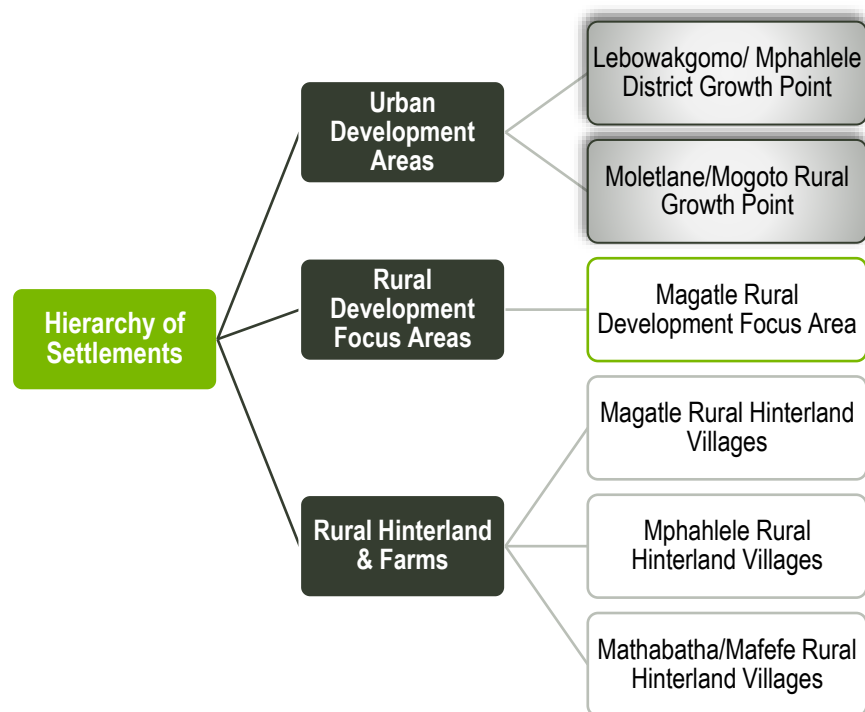 Hierarchy of
Settlements
Urban
Development
Areas
Lebowakgomo/ Mphahlele
District Growth Point
Moletlane/Mogoto Rural
Growth Point
Rural
Development
Focus Areas
Magatle Rural
Development Focus Area
Rural Hinterland
& Farms
Magatle Rural Hinterland
Villages
Mphahlele Rural
Hinterland Villages
Mathabatha/Mafefe Rural
Hinterland Villages